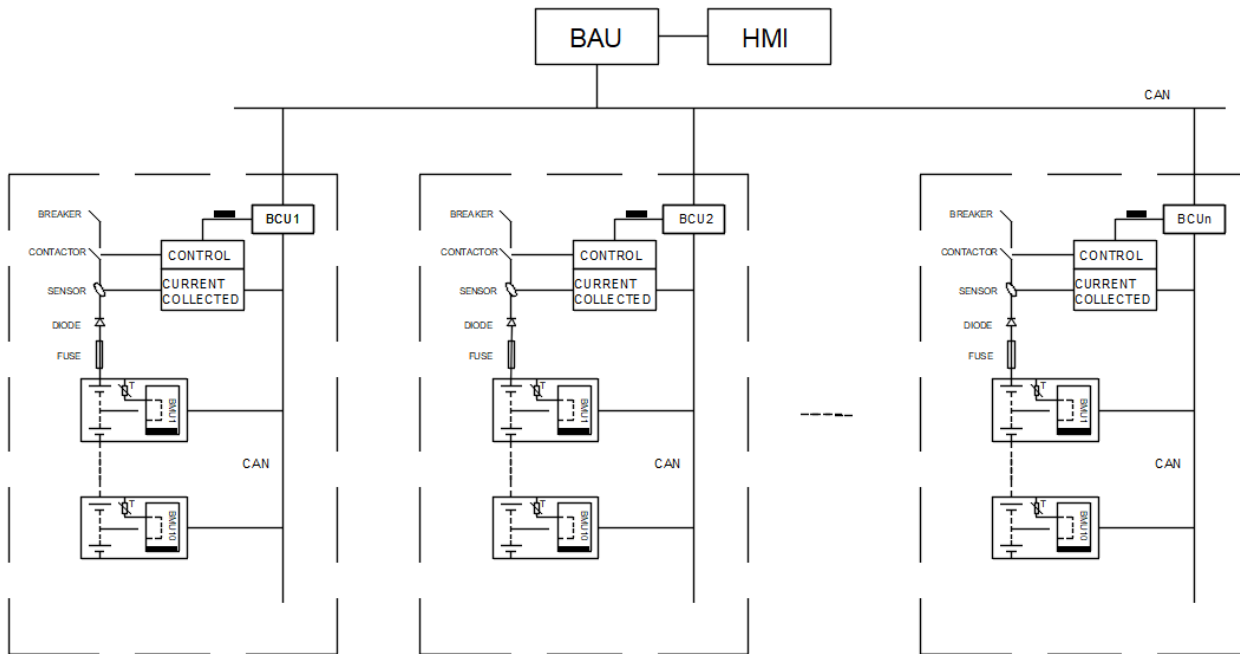 BAU
HMI
CAN
BREAKER
BCU1
CONTACTOR
CONTROL
SENSOR
CURRENT
COLLECTED
DIODE
FUSE
T
BMU1
CAN
T
BMU10
BREAKER
BCU2
CONTACTOR
CONTROL
SENSOR
CURRENT
COLLECTED
DIODE
FUSE
T
BMU1
CAN
T
BMU10
BREAKER
BCUn
CONTACTOR
CONTROL
SENSOR
CURRENT
COLLECTED
DIODE
FUSE
T
BMU1
CAN
T
BMU10